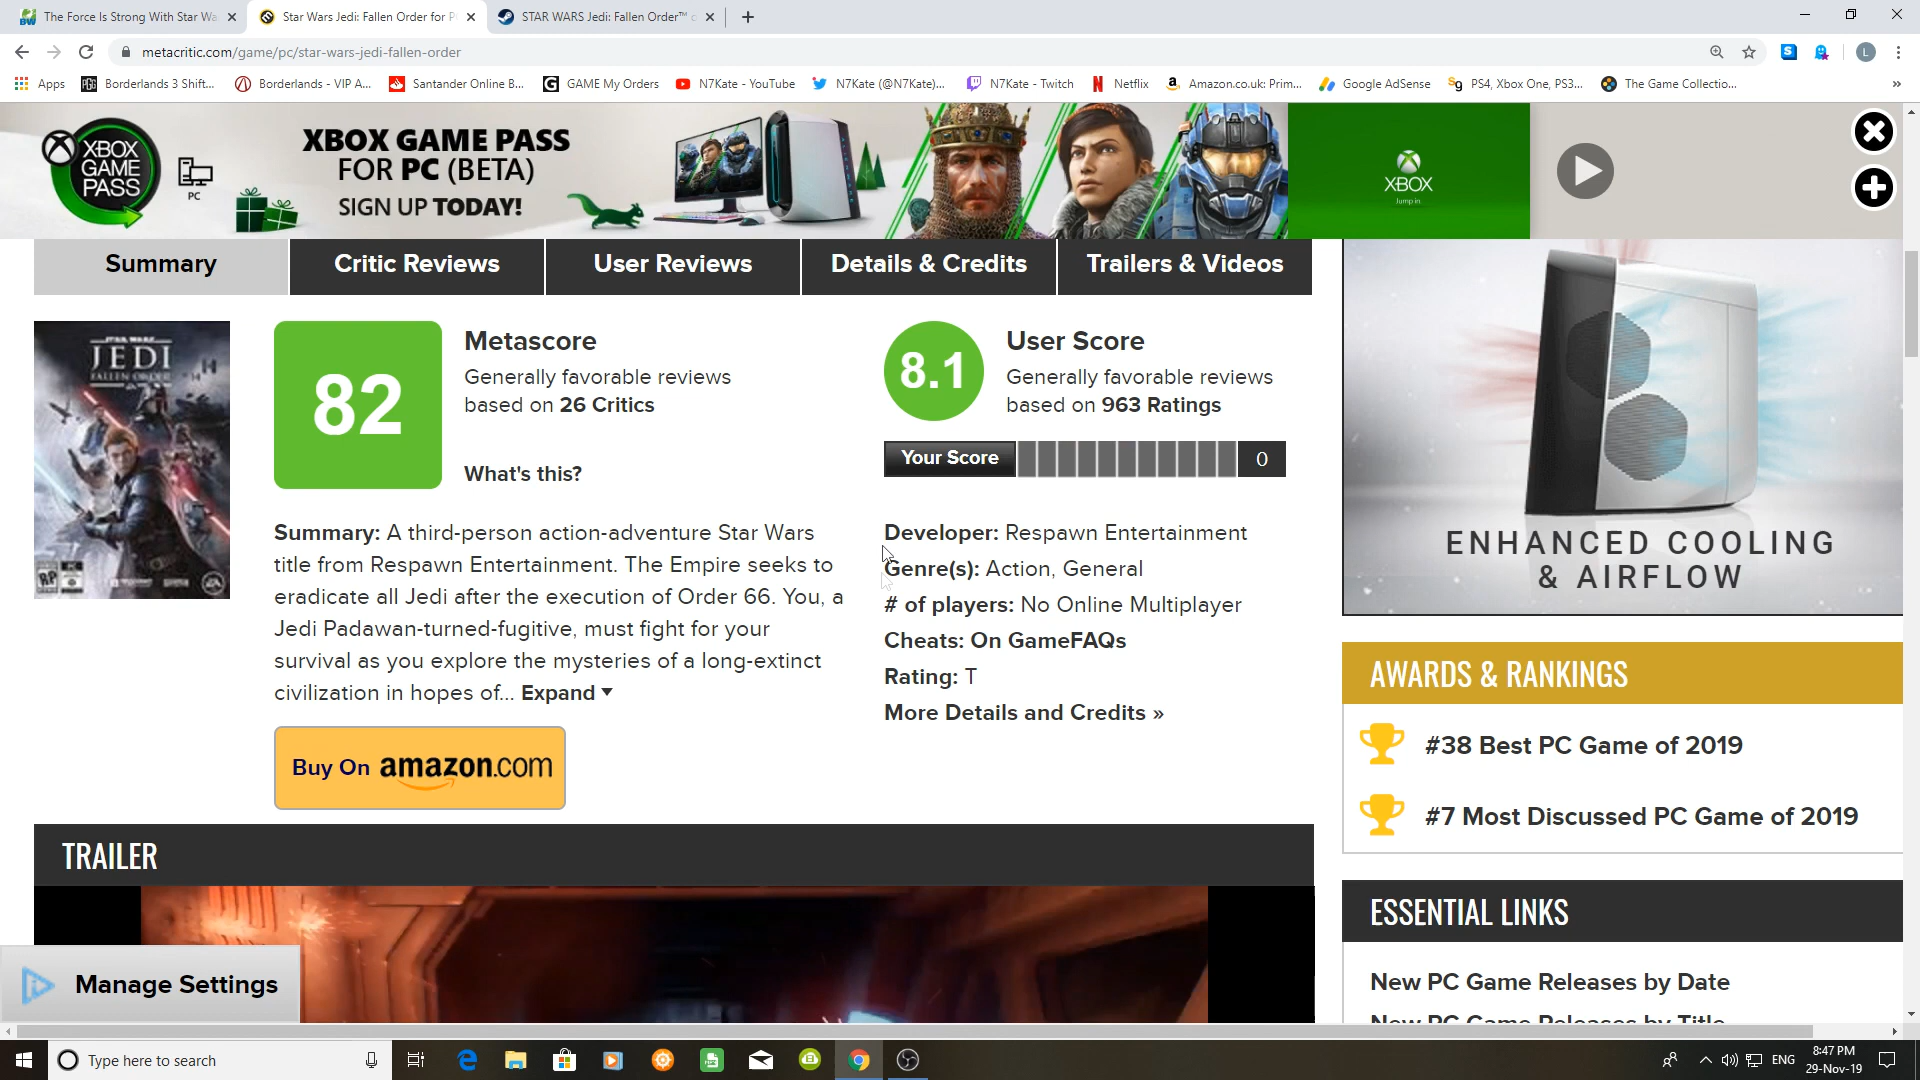 The Force Is Strong With Star Wa
Star Wars Jedi: Fallen Order for P
STAR WARS Jedi: Fallen Order™ o
metacritic.com/game/pc/star-wars-jedi-fallen-order
L
Apps
Borderlands 3 Shift...
Borderlands - VIP A...
Santander Online B...
GAME My Orders
N7Kate - YouTube
N7Kate (@N7Kate)...
N7Kate - Twitch
Netflix
Amazon.co.uk: Prim...
Google AdSense
PS4, Xbox One, PS3...
The Game Collectio...
»
XBOX
GAME
PASS
PC
XBOX GAME PASS
FOR PC (BETA)
SIGN UP TODAY!
XBOX
Jump in.
Summary
Critic Reviews
User Reviews
Details & Credits
Trailers & Videos
STAR WARS
JEDI
FALLEN ORDER
82
Metascore
Generally favorable reviews
based on 26 Critics
What's this?
8.1
User Score
Generally favorable reviews
based on 963 Ratings
Your Score
0
Summary: A third-person action-adventure Star Wars
title from Respawn Entertainment. The Empire seeks to
eradicate all Jedi after the execution of Order 66. You, a
Jedi Padawan-turned-fugitive, must fight for your
survival as you explore the mysteries of a long-extinct
civilization in hopes of... Expand
Buy On amazon.com
Developer: Respawn Entertainment
Genre(s): Action, General
# of players: No Online Multiplayer
Cheats: On GameFAQs
Rating: T
More Details and Credits »
ENHANCED COOLING
& AIRFLOW
AWARDS & RANKINGS
#38 Best PC Game of 2019
#7 Most Discussed PC Game of 2019
TRAILER
ESSENTIAL LINKS
New PC Game Releases by Date
New PC Game Releases by Title
Manage Settings
Type here to search
ENG
8:47 PM
29-Nov-19